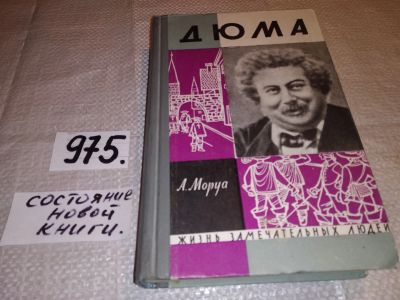 ДЮМА
А. Моруа
ЖИЗНЬ ЗАМЕЧАТЕЛЬНЫХ ЛЮДЕЙ
975.
СОСТОЯНИЕ
НОВОЙ
КНИГИ.